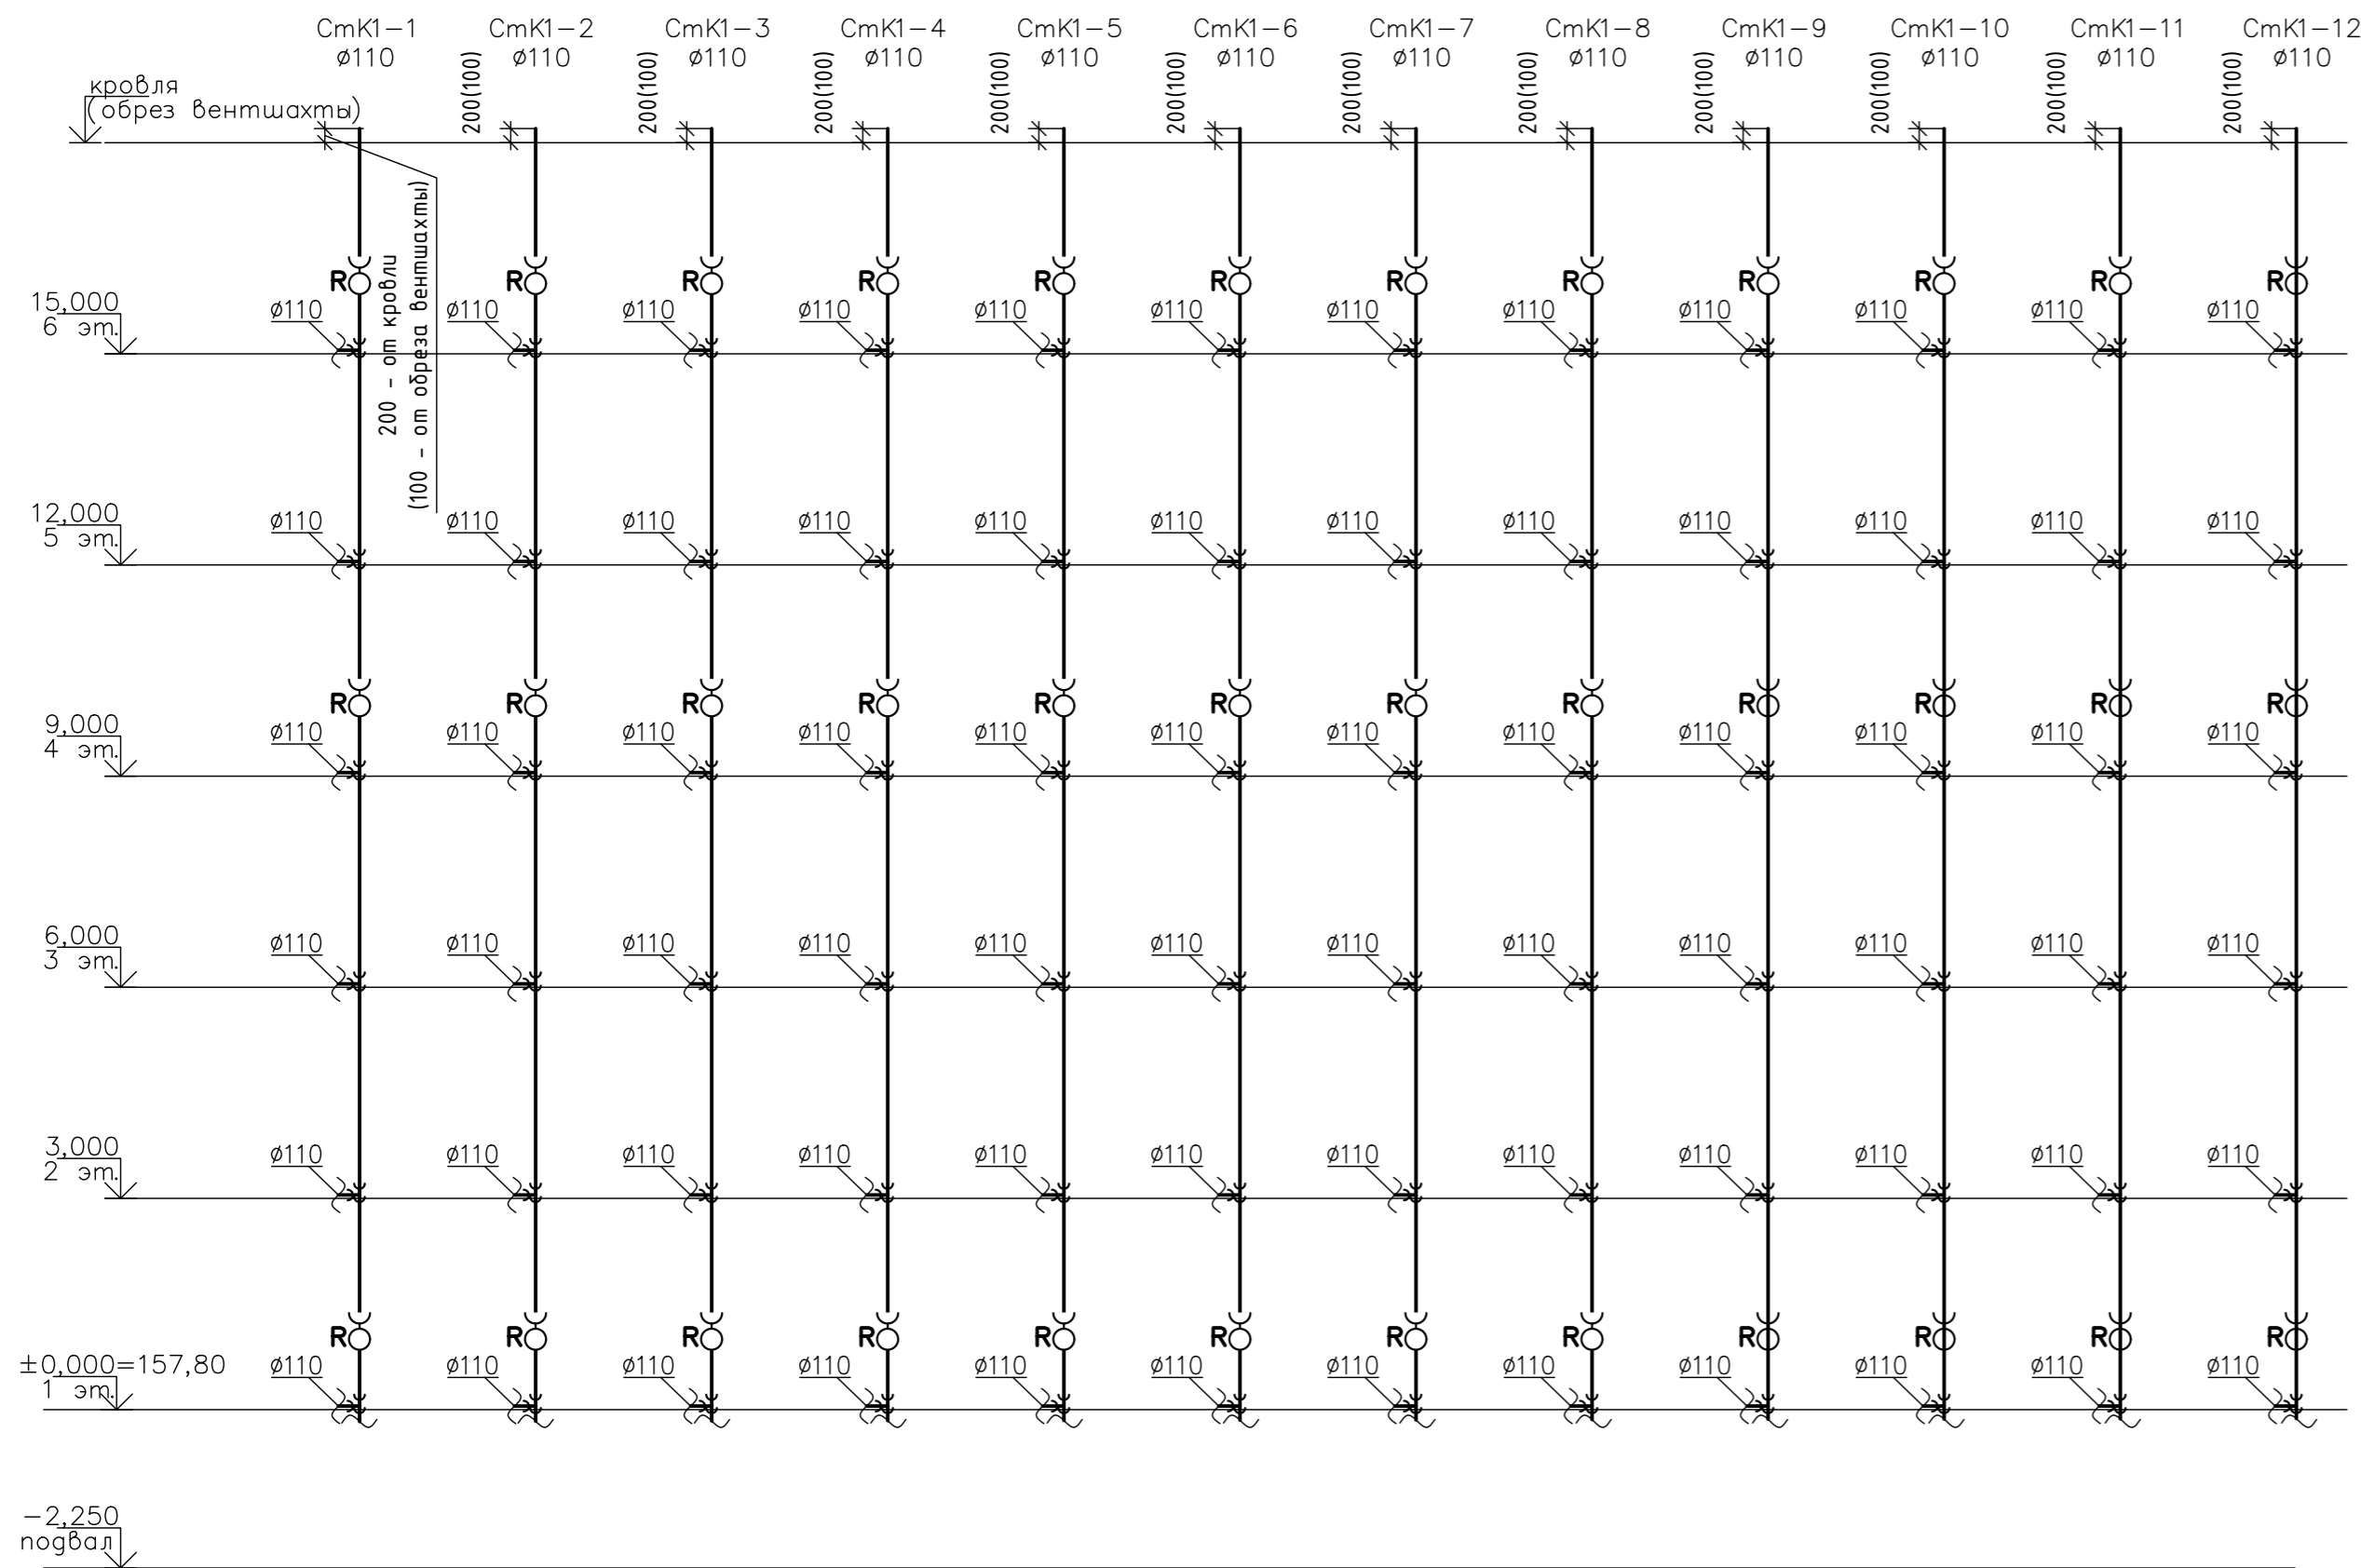 СтК1-1 СтК1-2 СтК1-3 СтК1-4 СтК1-5 СтК1-6 СтК1-7 СтК1-8 СтК1-9 СтК1-10 СтК1-11 СтК1-12
ø110 ø110 ø110 ø110 ø110 ø110 ø110 ø110 ø110 ø110 ø110 ø110
200(100) 200(100) 200(100) 200(100) 200(100) 200(100) 200(100) 200(100) 200(100) 200(100) 200(100)
кровля
(обрез вентшахты)
200 - от кровли
(100 - от обреза вентшахты)
R R R R R R R R R R R R
15,000 ø110 ø110 ø110 ø110 ø110 ø110 ø110 ø110 ø110 ø110 ø110 ø110
6 эт.
12,000 ø110 ø110 ø110 ø110 ø110 ø110 ø110 ø110 ø110 ø110 ø110 ø110
5 эт.
R R R R R R R R R R R R
9,000 ø110 ø110 ø110 ø110 ø110 ø110 ø110 ø110 ø110 ø110 ø110 ø110
4 эт.
6,000 ø110 ø110 ø110 ø110 ø110 ø110 ø110 ø110 ø110 ø110 ø110 ø110
3 эт.
3,000 ø110 ø110 ø110 ø110 ø110 ø110 ø110 ø110 ø110 ø110 ø110 ø110
2 эт.
R R R R R R R R R R R R
±0,000=157,80 ø110 ø110 ø110 ø110 ø110 ø110 ø110 ø110 ø110 ø110 ø110 ø110
1 эт.
-2,250
подвал